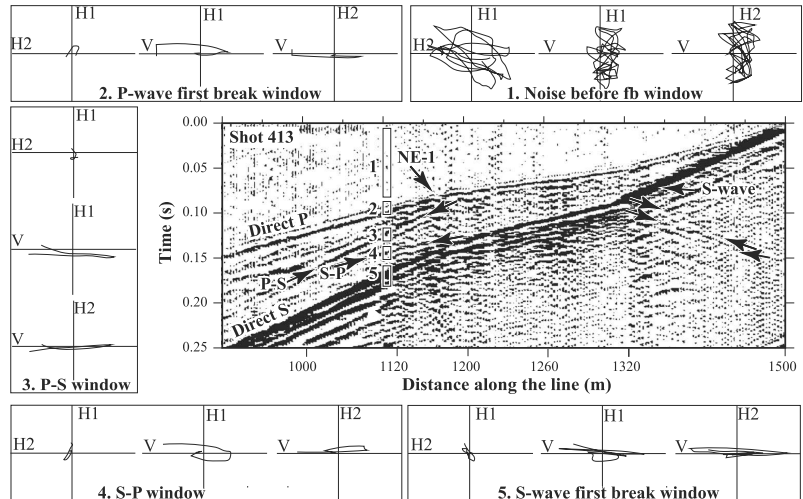 H1
H2
H2
V
V
2. P-wave first break window
H1
H1
H2
H2
V
V
1. Noise before fb window
H1
H2
H1
V
H2
V
3. P-S window
Shot 413
NE-1
S-wave
Direct P
P-S
S-P
Direct S
1
2
3
4
5
0.00
0.05
0.10
0.15
0.20
0.25
Time (s)
1000
1120
1200
1260
1320
1500
Distance along the line (m)
H1
H1
H2
H2
V
V
4. S-P window
H1
H1
H2
H2
V
V
5. S-wave first break window